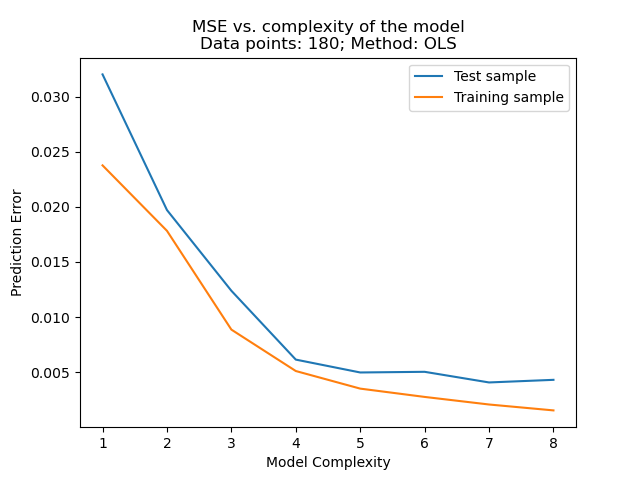 MSE vs. complexity of the model
Data points: 180; Method: OLS
Test sample
Training sample
0.030
0.025
0.020
0.015
0.010
0.005
Prediction Error
1 2 3 4 5 6 7 8
Model Complexity